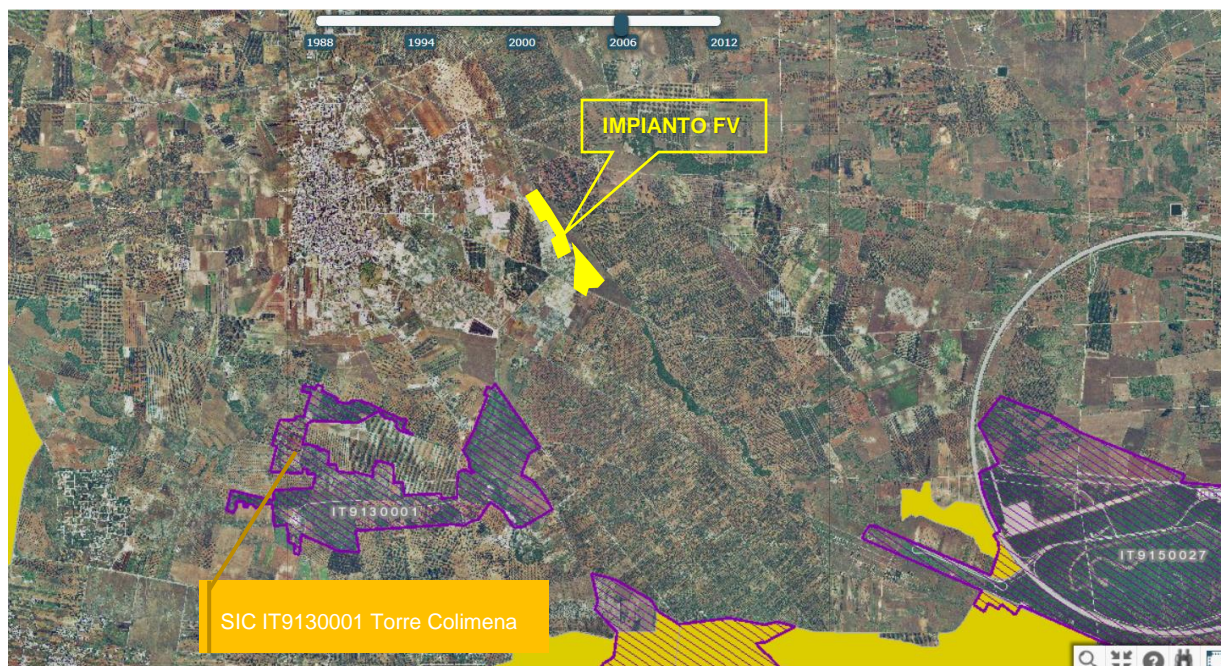 1988 1994 2000 2006 2012
IMPIANTO FV
IT9130001
IT9150027
SIC IT9130001 Torre Colimena